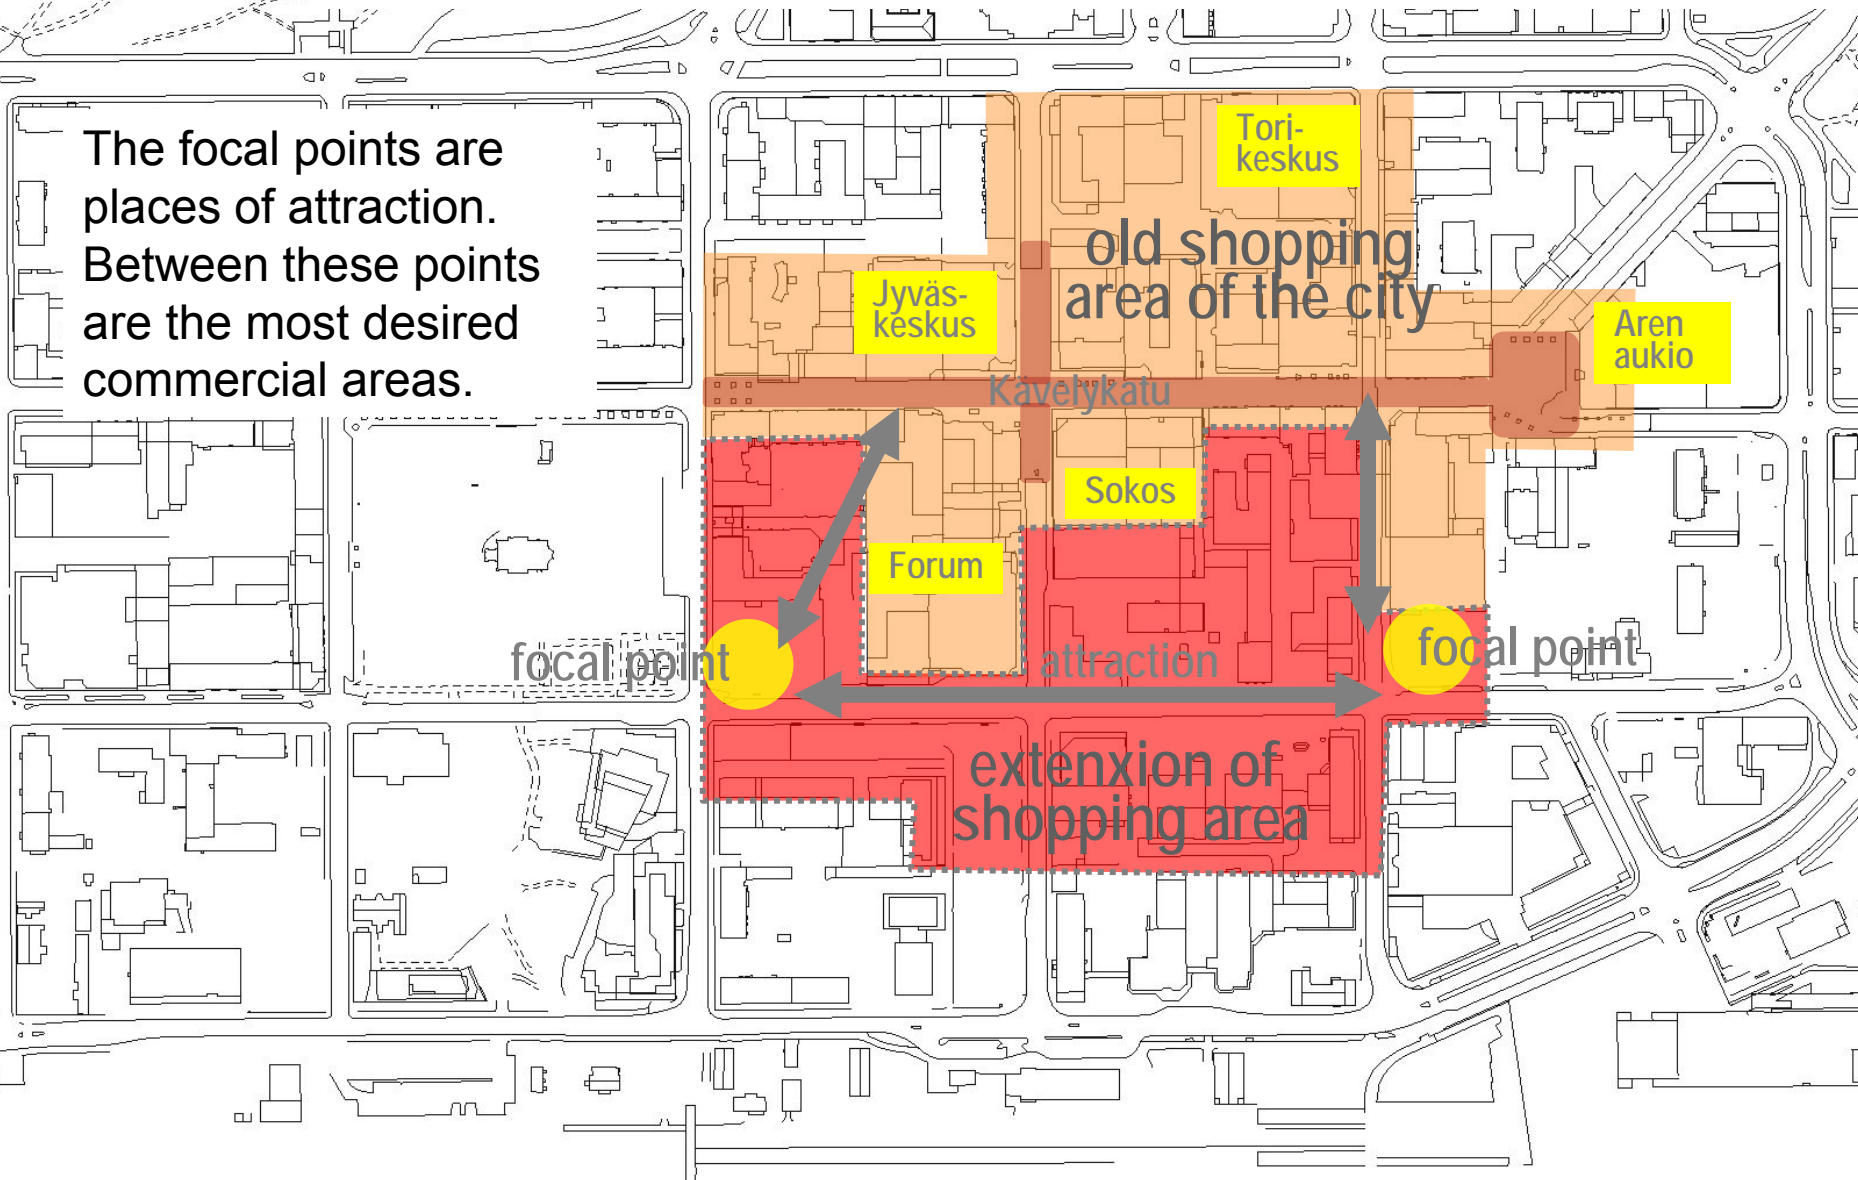 The focal points are
places of attraction.
Between these points
are the most desired
commercial areas.
Tori-
keskus
old shopping
area of the city
Jyväs-
keskus
Aren
aukio
Kävelykatu
Sokos
Forum
focal point
attraction
focal point
extenxion of
shopping area